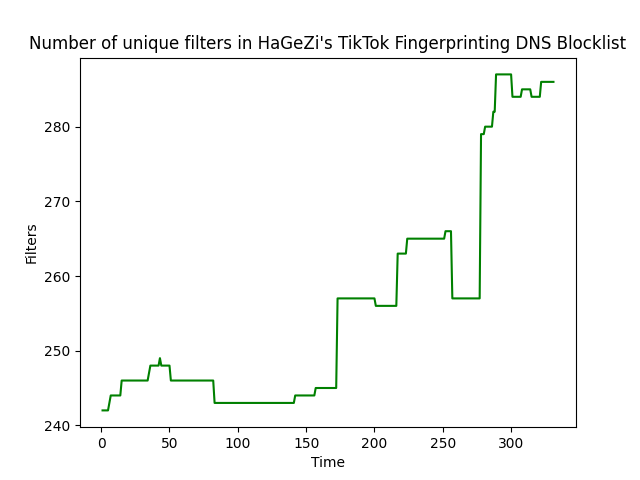 Number of unique filters in HaGeZi's TikTok Fingerprinting DNS Blocklist
280
270
260
250
240
Filters
0 50 100 150 200 250 300
Time